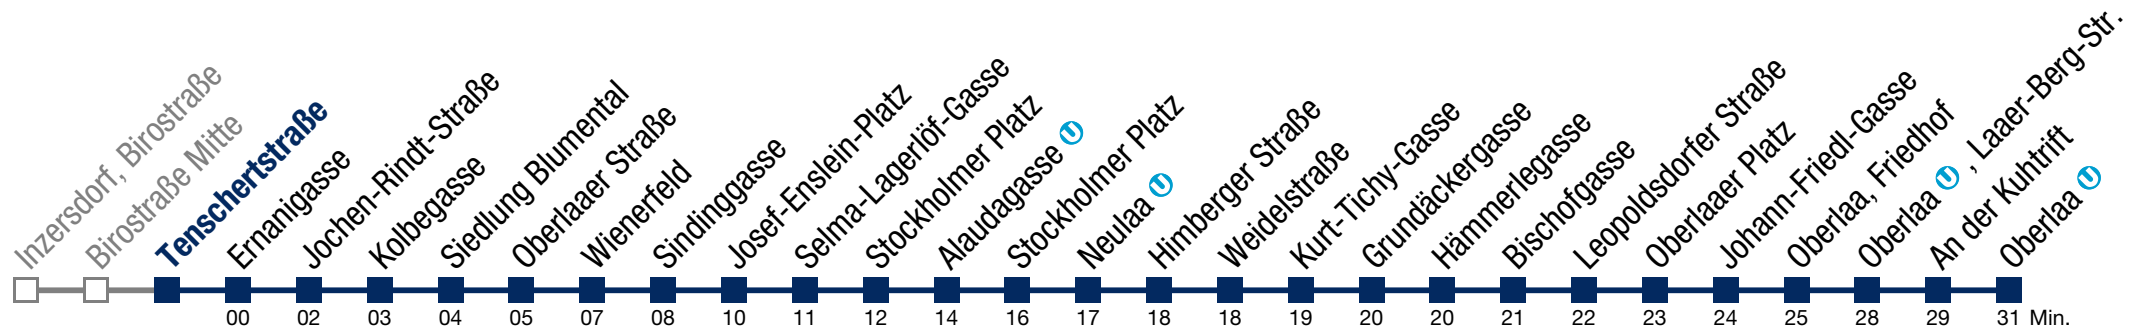 Inzersdorf, Birostraße
Birostraße Mitte
Tenschertstraße
Ernanigasse
Jochen-Rindt-Straße
Kolbegasse
Siedlung Blumental
Oberlaaer Straße
Wienerfeld
Sindinggasse
Josef-Enslein-Platz
Selma-Lagerlöf-Gasse
Stockholmer Platz
Alaudagasse U
Stockholmer Platz
Neulaa U
Himberger Straße
Weidelstraße
Kurt-Tichy-Gasse
Grundäckergasse
Hämmerlegasse
Bischofgasse
Leopoldsdorfer Straße
Oberlaaer Platz
Johann-Friedl-Gasse
Oberlaa, Friedhof
Oberlaa U , Laaer-Berg-Str.
An der Kuhtrift
Oberlaa U
00 02 03 04 05 07 08 10 11 12 14 16 17 18 18 19 20 20 21 22 23 24 25 28 29 31 Min.